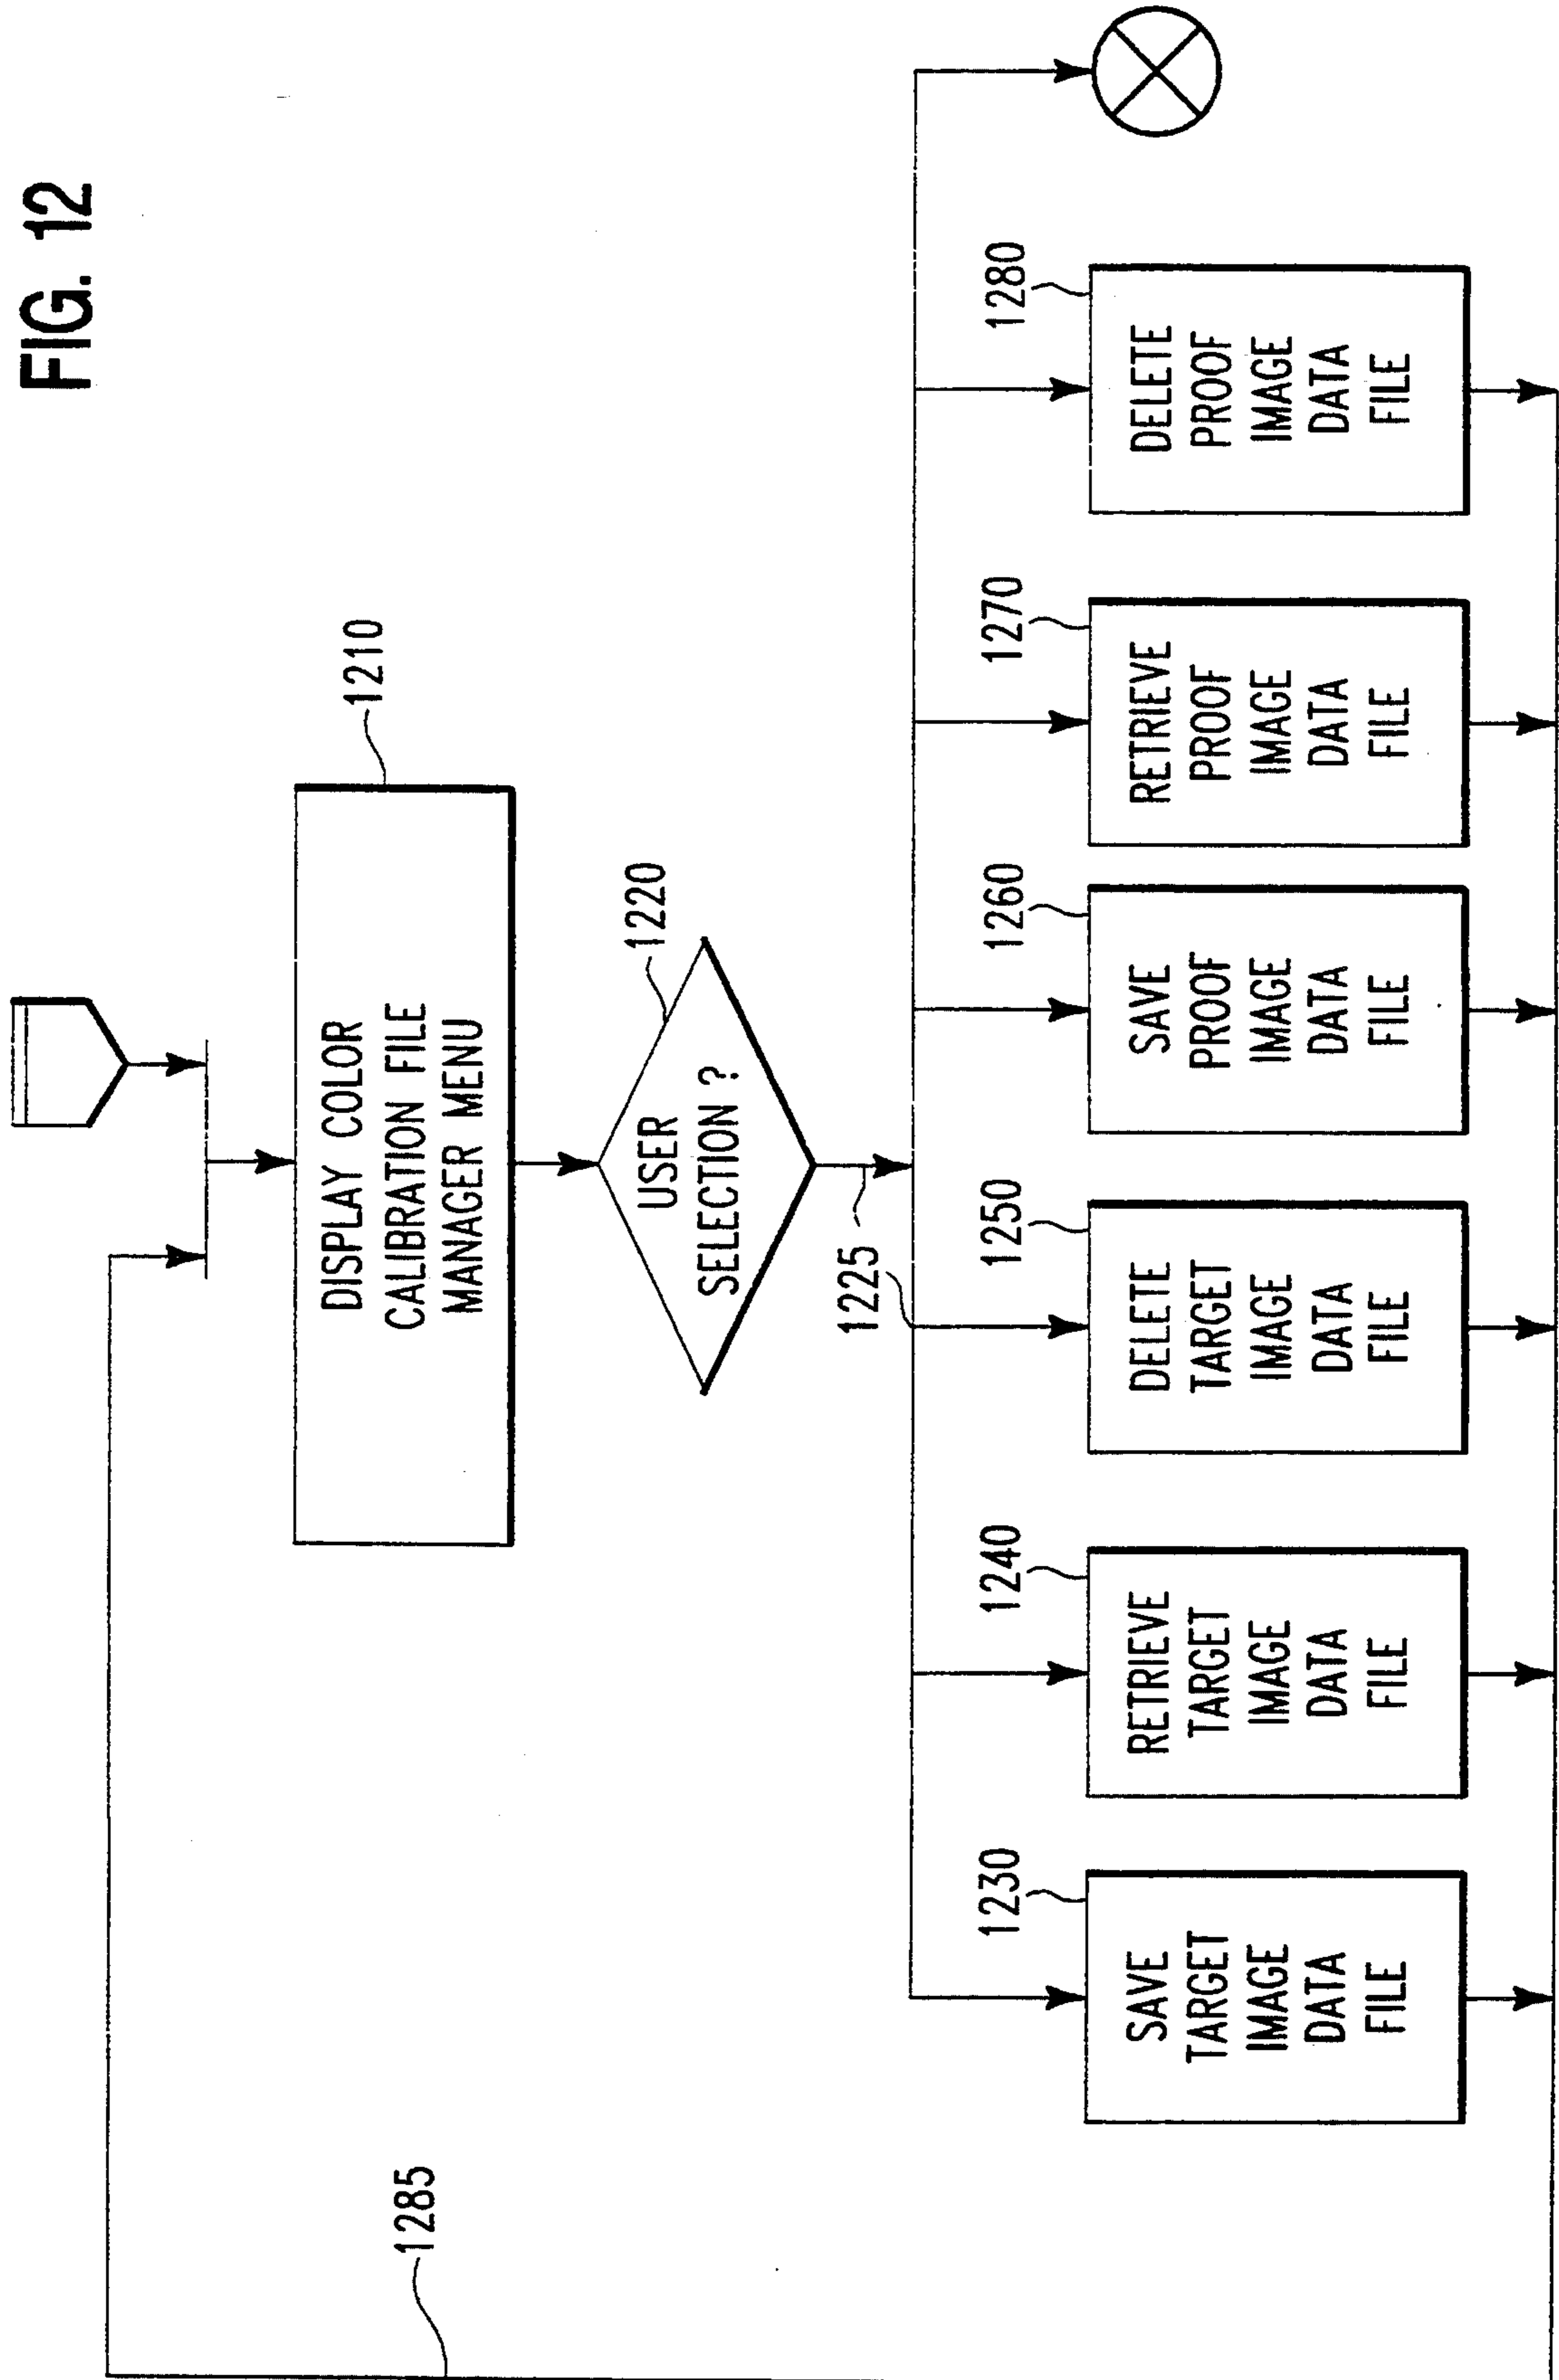 FIG. 12
1210
DISPLAY COLOR
CALIBRATION FILE
MANAGER MENU
1220
USER
SELECTION ?
1225
1230
SAVE
TARGET
IMAGE
DATA
FILE
1240
RETRIEVE
TARGET
IMAGE
DATA
FILE
1250
DELETE
TARGET
IMAGE
DATA
FILE
1260
SAVE
PROOF
IMAGE
DATA
FILE
1270
RETRIEVE
PROOF
IMAGE
DATA
FILE
1280
DELETE
PROOF
IMAGE
DATA
FILE
1285